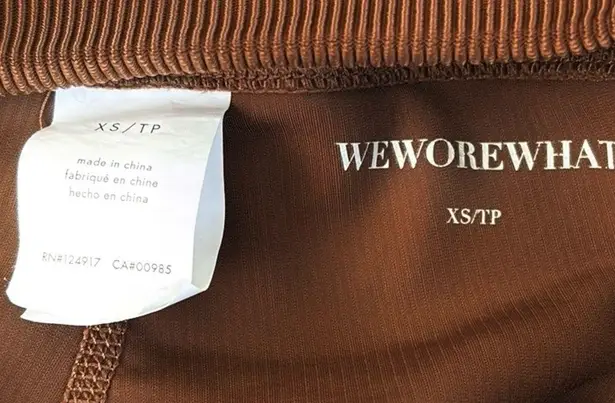 XS/TP
made in china
fabriqué en chine
hecho en china
RN#124917 CA#00985
WEWOREWHAT
XS/TP